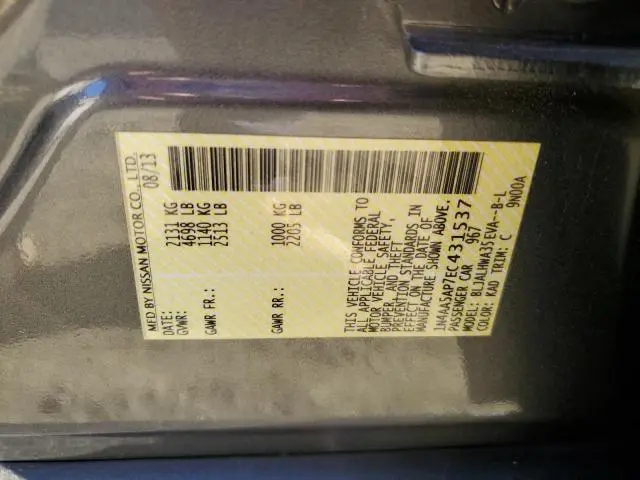 MFD BY NISSAN MOTOR CO., LTD.
DATE: 08/13
GVWR: 2131 KG
4698 LB
GAWR FR.: 1140 KG
2513 LB
GAWR RR.: 1000 KG
2205 LB
THIS VEHICLE CONFORMS TO
ALL APPLICABLE FEDERAL
MOTOR VEHICLE SAFETY,
BUMPER, AND THEFT
PREVENTION STANDARDS IN
EFFECT ON THE DATE OF
MANUFACTURE SHOWN ABOVE.
1N4AA5AP7EC431537
PASSENGER CAR 967
MODEL: BLJALHWA35EVA--B-L
COLOR: KAD TRIM: C 9N00A